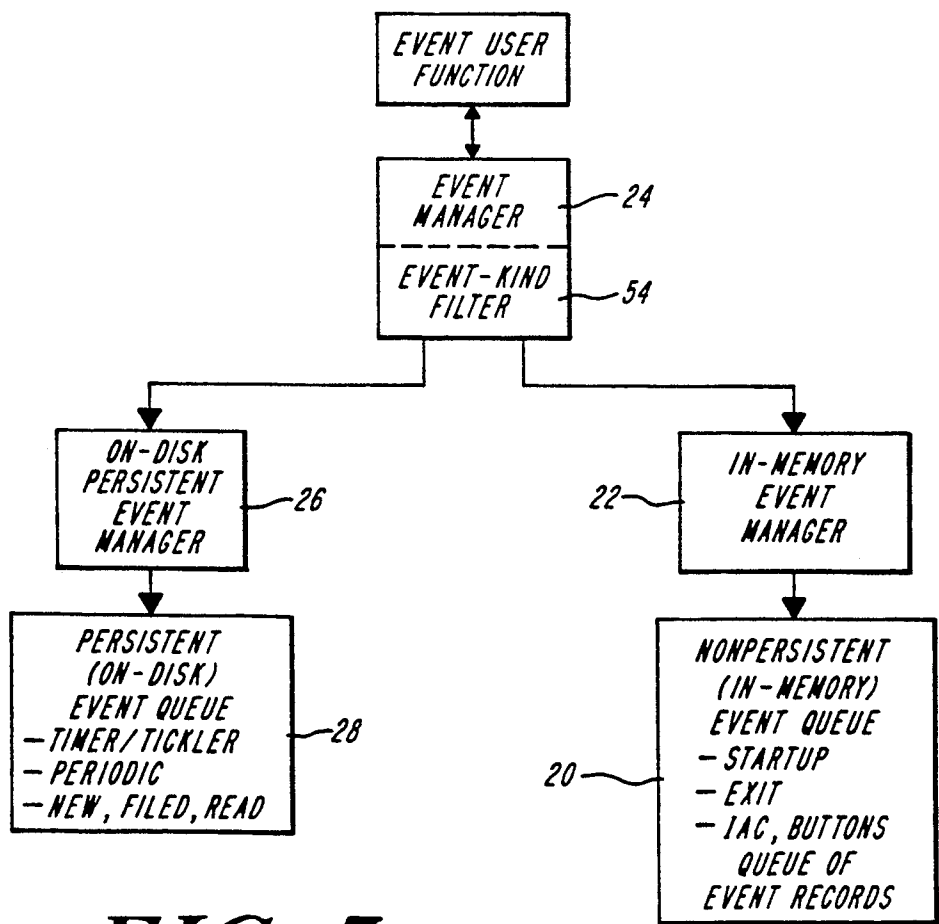 EVENT USER
FUNCTION
EVENT
MANAGER
24
EVENT-KIND
FILTER
54
ON-DISK
PERSISTENT
EVENT
MANAGER
26
IN-MEMORY
EVENT
MANAGER
22
PERSISTENT
(ON-DISK)
EVENT QUEUE
-TIMER/TICKLER
-PERIODIC
-NEW, FILED, READ
28
NONPERSISTENT
(IN-MEMORY)
EVENT QUEUE
-STARTUP
-EXIT
-IAC, BUTTONS
QUEUE OF
EVENT RECORDS
20